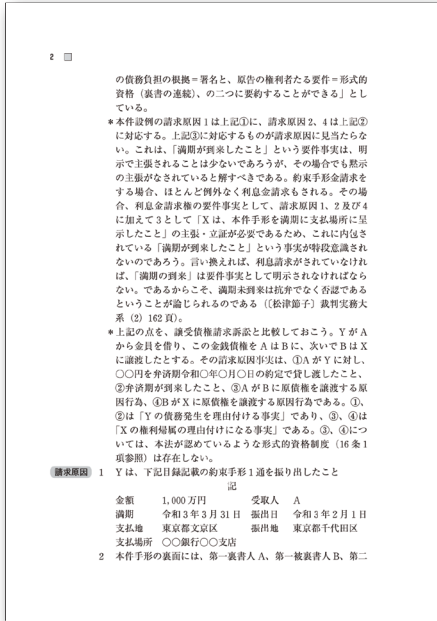 2
の債務負担の根拠＝署名と、原告の権利者たる要件＝形式的
資格（裏書の連続）、の二つに要約することができる」とし
ている。
＊本件設例の請求原因1は上記①に、請求原因2、4は上記②
に対応する。上記③に対応するものが請求原因に見当たらな
い。これは、「満期が到来したこと」という要件事実は、明
示で主張されることは少ないであろうが、その場合でも黙示
の主張がなされていると解すべきである。約束手形金請求を
する場合、ほとんど例外なく利息金請求もされる。その場
合、利息金請求権の要件事実として、請求原因1、2及び4
に加えて3として「Xは、本件手形を満期に支払場所に呈
示したこと」の主張・立証が必要であるため、これに内包さ
れている「満期が到来したこと」という事実が特段意識され
ないのであろう。言い換えれば、利息請求がされていなけれ
ば、「満期の到来」は要件事実として明示されなければなら
ない。であるからこそ、満期未到来は抗弁でなく否認である
ということが論じられるのである（〔松津節子〕裁判実務大
系（2）162頁）。
＊上記の点を、譲受債権請求訴訟と比較しておこう。YがA
から金員を借り、この金銭債権をAはBに、次いでBはX
に譲渡したとする。その請求原因事実は、①AがYに対し、
○○円を弁済期令和○年○月○日の約定で貸し渡したこと、
②弁済期が到来したこと、③AがBに原債権を譲渡する原
因行為、④BがXに原債権を譲渡する原因行為である。①、
②は「Yの債務発生を理由付ける事実」であり、③、④は
「Xの権利帰属の理由付けになる事実」である。③、④につ
いては、本法が認めているような形式的資格制度（16条1
項参照）は存在しない。
請求原因 1 Yは、下記目録記載の約束手形1通を振り出したこと
記
金額 1,000万円 受取人 A
満期 令和3年3月31日 振出日 令和3年2月1日
支払地 東京都文京区 振出地 東京都千代田区
支払場所 ○○銀行○○支店
2 本件手形の裏面には、第一裏書人A、第一被裏書人B、第二